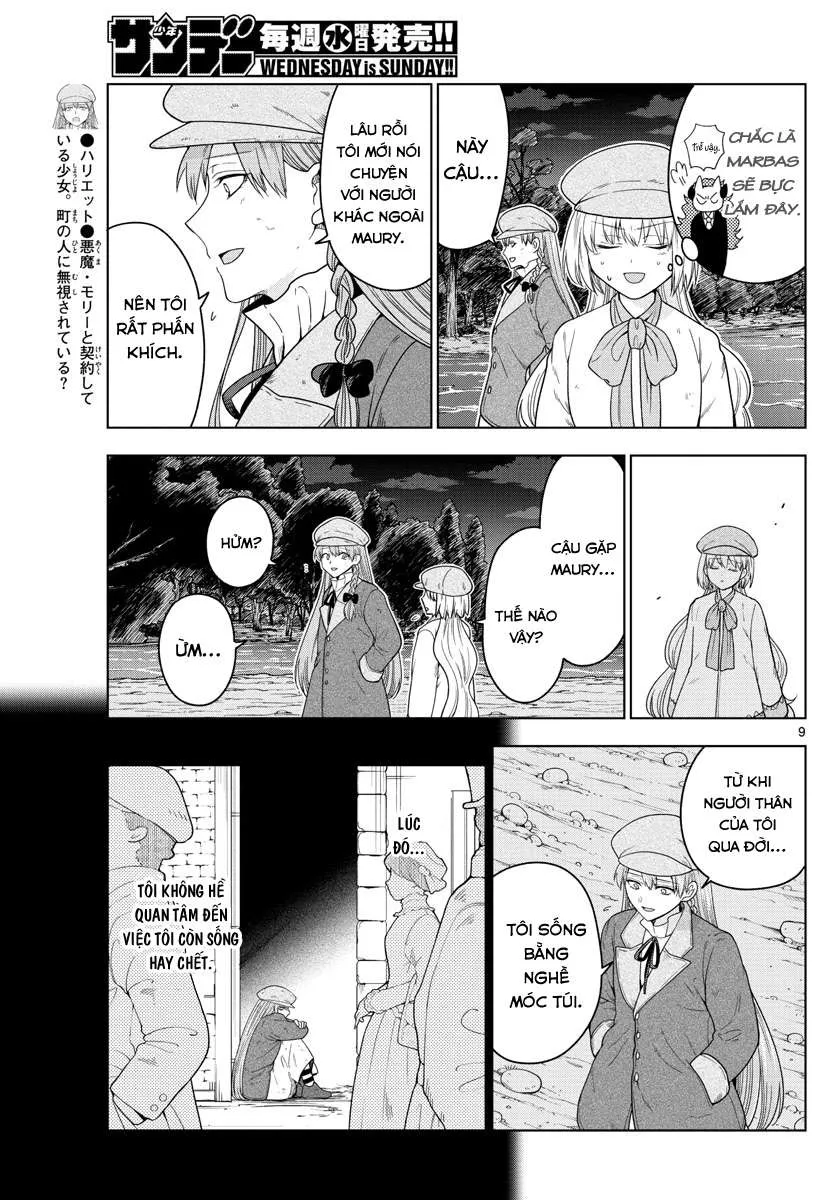 少年
サンデー
毎週水曜日発売!!
WEDNESDAY is SUNDAY!!
●ハリエット●悪魔・モリーと契約して
いる少女。町の人に無視されている？
Thế vậy.
CHẮC LÀ
MARBAS
SẼ BỰC
LẮM ĐÂY.
NÀY
CẬU...
LÂU RỒI
TÔI MỚI NÓI
CHUYỆN
VỚI NGƯỜI
KHÁC NGOÀI
MAURY.
NÊN TÔI
RẤT PHẤN
KHÍCH.
CẬU GẶP
MAURY...
THẾ NÀO
VẬY?
HỬM?
ỪM...
9
TỪ KHI
NGƯỜI THÂN
CỦA TÔI
QUA ĐỜI...
TÔI SỐNG
BẰNG
NGHỀ
MÓC TÚI.
LÚC
ĐÓ...
TÔI KHÔNG HỀ
QUAN TÂM ĐẾN
VIỆC TÔI CÒN SỐNG
HAY CHẾT.